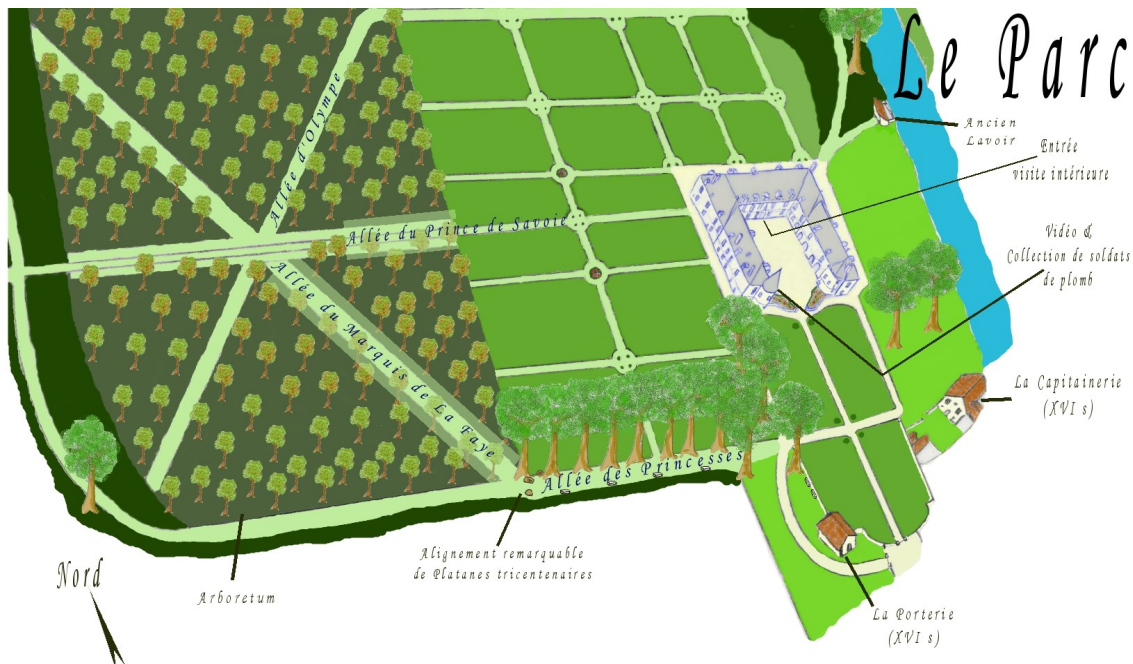 Le Parc
Ancien
Lavoir
Entrée
visite intérieure
Allée d'Olympe
Allée du Prince de Savoie
Vidéo &
Collection de soldats
de plomb
Allée du Marquis de La Faye
La Capitainerie
(XVI s)
Allée des Princesses
Alignement remarquable
de Platanes tricentenaires
Nord
Arboretum
La Porterie
(XVI s)